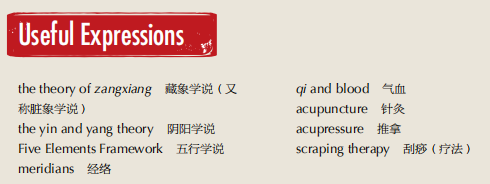 Useful Expressions
the theory of zangxiang 藏象学说（又
称脏象学说）
the yin and yang theory 阴阳学说
Five Elements Framework 五行学说
meridians 经络
qi and blood 气血
acupuncture 针灸
acupressure 推拿
scraping therapy 刮痧（疗法）